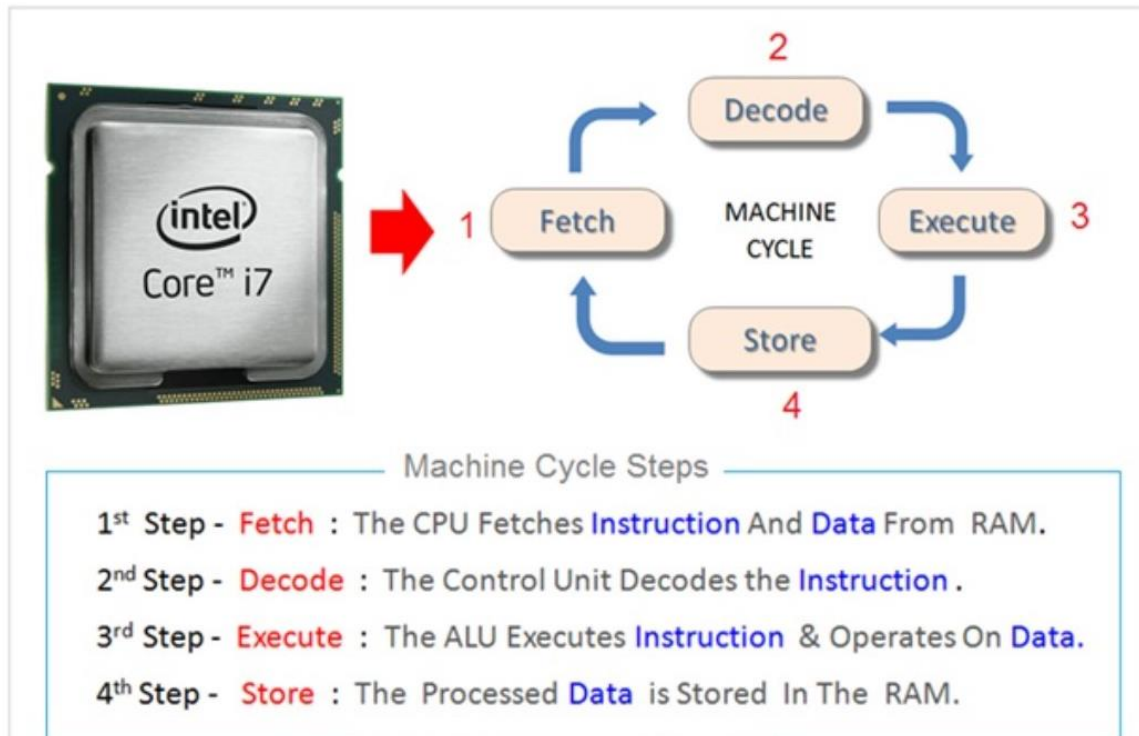 2
Decode
intel
Core™ i7
1
Fetch
MACHINE
CYCLE
Execute
3
Store
4
Machine Cycle Steps
1st Step - Fetch : The CPU Fetches Instruction And Data From RAM.
2nd Step - Decode : The Control Unit Decodes the Instruction .
3rd Step - Execute : The ALU Executes Instruction & Operates On Data.
4th Step - Store : The Processed Data is Stored In The RAM.